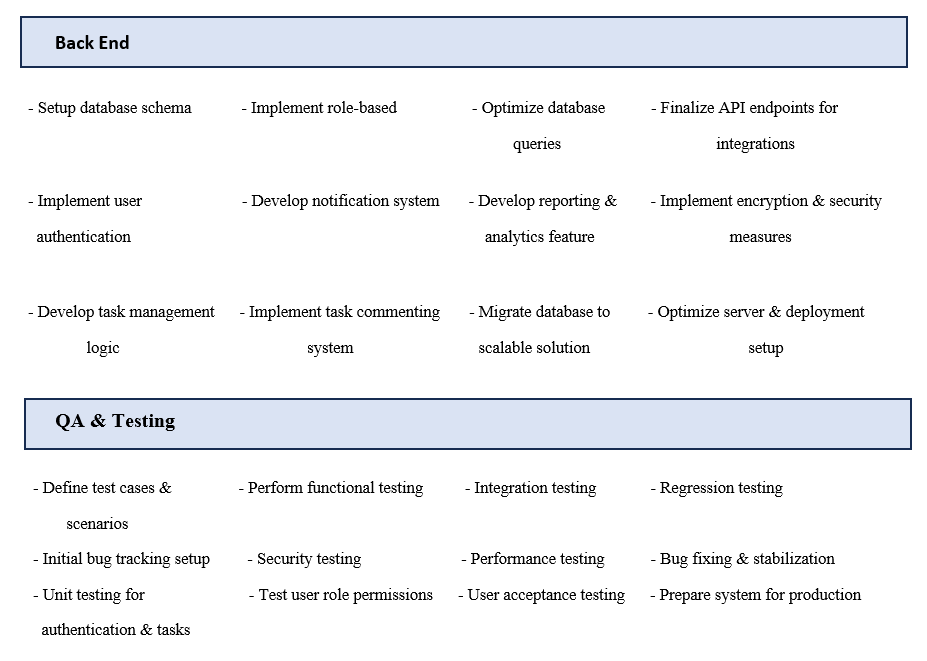 Back End
- Setup database schema
- Implement role-based
- Optimize database
queries
- Finalize API endpoints for
integrations
- Implement user
authentication
- Develop notification system
- Develop reporting &
analytics feature
- Implement encryption & security
measures
- Develop task management
logic
- Implement task commenting
system
- Migrate database to
scalable solution
- Optimize server & deployment
setup
QA & Testing
- Define test cases &
scenarios
- Perform functional testing
- Integration testing
- Regression testing
- Initial bug tracking setup
- Security testing
- Performance testing
- Bug fixing & stabilization
- Unit testing for
authentication & tasks
- Test user role permissions
- User acceptance testing
- Prepare system for production